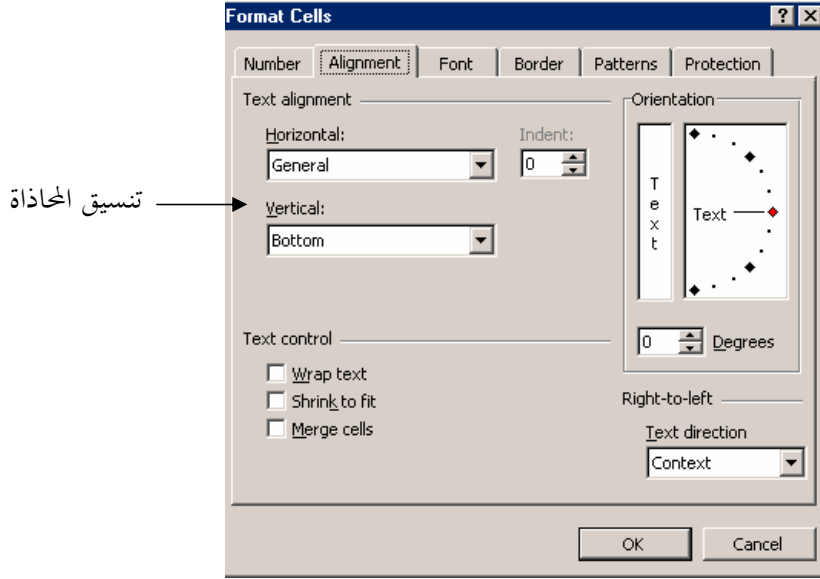 Format Cells
Number Alignment Font Border Patterns Protection
Text alignment
Horizontal:
General
Indent:
0
Vertical:
Bottom
تنسيق المحاذاة
Orientation
Text
Text
0 Degrees
Text control
Wrap text
Shrink to fit
Merge cells
Right-to-left
Text direction
Context
OK Cancel